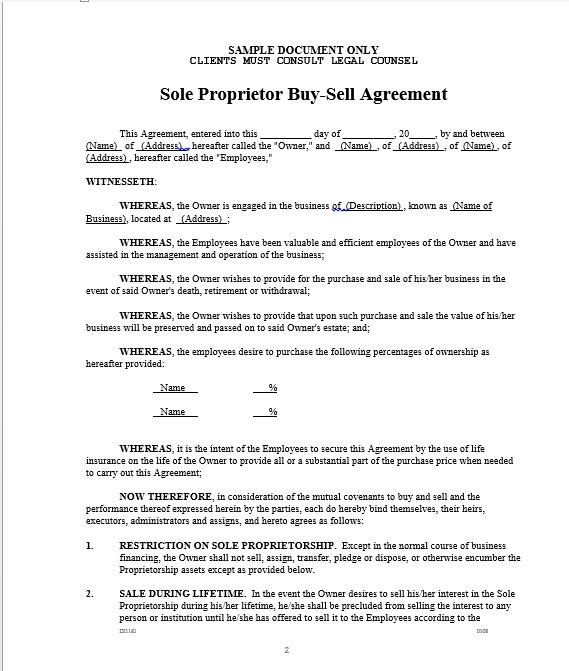 SAMPLE DOCUMENT ONLY
CLIENTS MUST CONSULT LEGAL COUNSEL
Sole Proprietor Buy-Sell Agreement
This Agreement, entered into this __________ day of __________, 20_____, by and between
(Name) of (Address), hereafter called the "Owner," and (Name), of (Address), of (Name), of
(Address), hereafter called the "Employees,"
WITNESSETH:
WHEREAS, the Owner is engaged in the business of (Description), known as (Name of
Business), located at (Address);
WHEREAS, the Employees have been valuable and efficient employees of the Owner and have
assisted in the management and operation of the business;
WHEREAS, the Owner wishes to provide for the purchase and sale of his/her business in the
event of said Owner's death, retirement or withdrawal;
WHEREAS, the Owner wishes to provide that upon such purchase and sale the value of his/her
business will be preserved and passed on to said Owner's estate; and;
WHEREAS, the employees desire to purchase the following percentages of ownership as
hereafter provided:
Name %
Name %
WHEREAS, it is the intent of the Employees to secure this Agreement by the use of life
insurance on the life of the Owner to provide all or a substantial part of the purchase price when needed
to carry out this Agreement;
NOW THEREFORE, in consideration of the mutual covenants to buy and sell and the
performance thereof expressed herein by the parties, each do hereby bind themselves, their heirs,
executors, administrators and assigns, and hereto agrees as follows:
1. RESTRICTION ON SOLE PROPRIETORSHIP. Except in the normal course of business
financing, the Owner shall not sell, assign, transfer, pledge or dispose, or otherwise encumber the
Proprietorship assets except as provided below.
2. SALE DURING LIFETIME. In the event the Owner desires to sell his/her interest in the Sole
Proprietorship during his/her lifetime, he/she shall be precluded from selling the interest to any
person or institution until he/she has offered to sell it to the Employees according to the
2